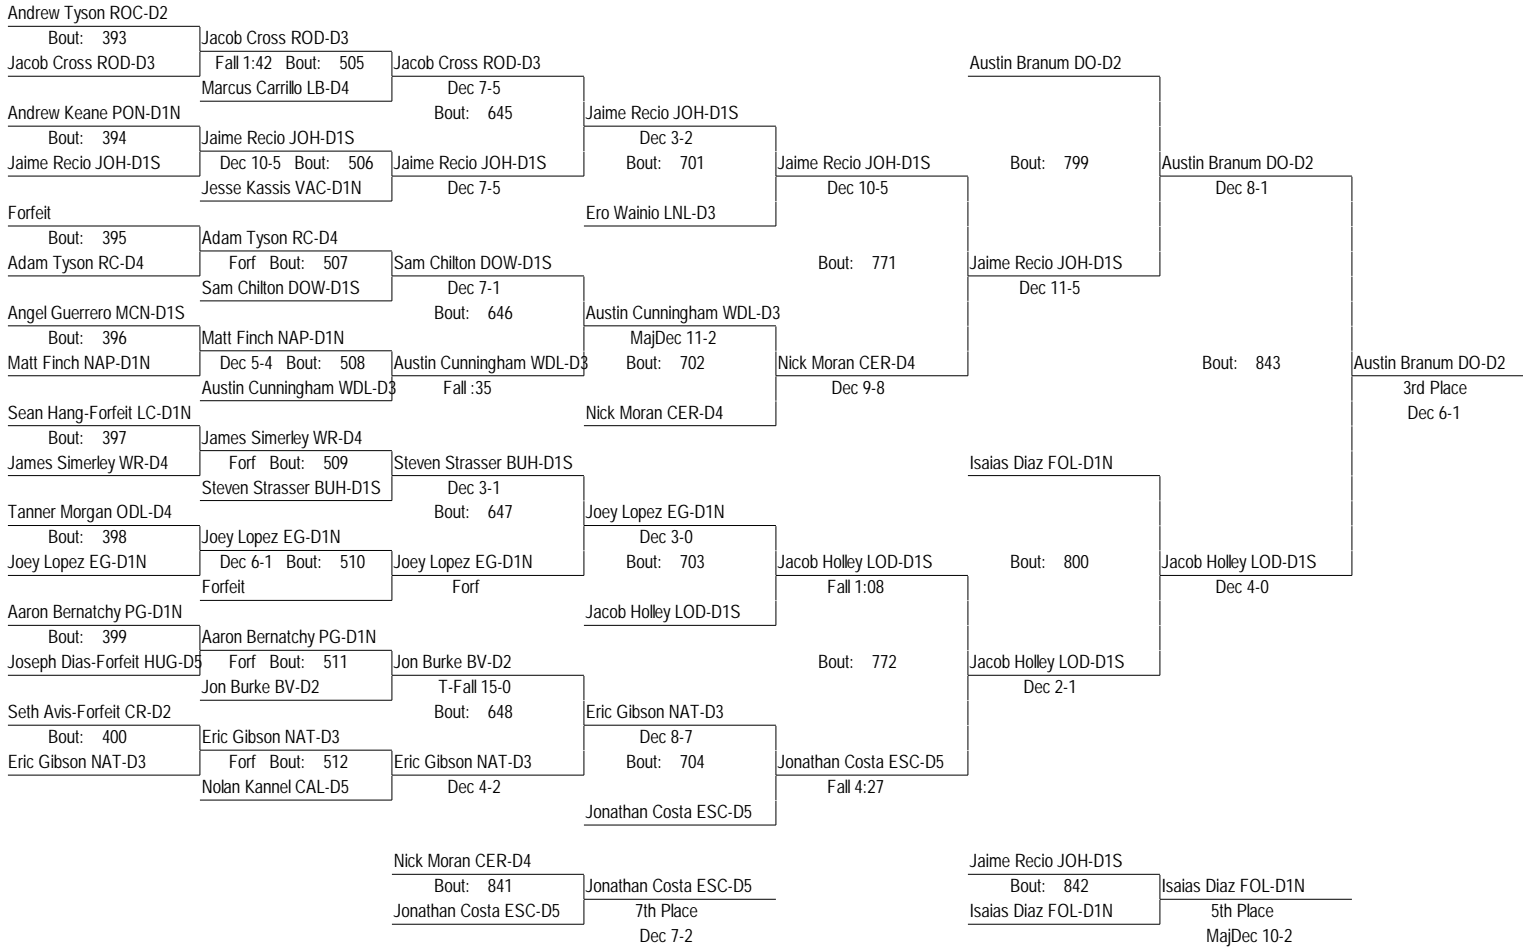 Andrew Tyson ROC-D2
Bout: 393
Jacob Cross ROD-D3
Jacob Cross ROD-D3
Fall 1:42 Bout: 505
Jacob Cross ROD-D3
Austin Branum DO-D2
Marcus Carrillo LB-D4
Dec 7-5
Andrew Keane PON-D1N
Bout: 645
Jaime Recio JOH-D1S
Bout: 394
Jaime Recio JOH-D1S
Dec 3-2
Jaime Recio JOH-D1S
Dec 10-5 Bout: 506
Jaime Recio JOH-D1S
Bout: 701
Jaime Recio JOH-D1S
Bout: 799
Austin Branum DO-D2
Jesse Kassis VAC-D1N
Dec 7-5
Dec 10-5
Dec 8-1
Forfeit
Ero Wainio LNL-D3
Bout: 395
Adam Tyson RC-D4
Adam Tyson RC-D4
Forf Bout: 507
Sam Chilton DOW-D1S
Bout: 771
Jaime Recio JOH-D1S
Sam Chilton DOW-D1S
Dec 7-1
Dec 11-5
Angel Guerrero MCN-D1S
Bout: 646
Austin Cunningham WDL-D3
Bout: 396
Matt Finch NAP-D1N
MajDec 11-2
Matt Finch NAP-D1N
Dec 5-4 Bout: 508
Austin Cunningham WDL-D3
Bout: 702
Nick Moran CER-D4
Bout: 843
Austin Branum DO-D2
Austin Cunningham WDL-D3
Fall :35
Dec 9-8
3rd Place
Sean Hang-Forfeit LC-D1N
Nick Moran CER-D4
Dec 6-1
Bout: 397
James Simerley WR-D4
James Simerley WR-D4
Forf Bout: 509
Steven Strasser BUH-D1S
Isaias Diaz FOL-D1N
Steven Strasser BUH-D1S
Dec 3-1
Tanner Morgan ODL-D4
Bout: 647
Joey Lopez EG-D1N
Bout: 398
Joey Lopez EG-D1N
Dec 3-0
Joey Lopez EG-D1N
Dec 6-1 Bout: 510
Joey Lopez EG-D1N
Bout: 703
Jacob Holley LOD-D1S
Bout: 800
Jacob Holley LOD-D1S
Forfeit
Forf
Fall 1:08
Dec 4-0
Aaron Bernatchy PG-D1N
Jacob Holley LOD-D1S
Bout: 399
Aaron Bernatchy PG-D1N
Joseph Dias-Forfeit HUG-D5
Forf Bout: 511
Jon Burke BV-D2
Bout: 772
Jacob Holley LOD-D1S
Jon Burke BV-D2
T-Fall 15-0
Dec 2-1
Seth Avis-Forfeit CR-D2
Bout: 648
Eric Gibson NAT-D3
Bout: 400
Eric Gibson NAT-D3
Dec 8-7
Eric Gibson NAT-D3
Forf Bout: 512
Eric Gibson NAT-D3
Bout: 704
Jonathan Costa ESC-D5
Nolan Kannel CAL-D5
Dec 4-2
Fall 4:27
Jonathan Costa ESC-D5
Nick Moran CER-D4
Jaime Recio JOH-D1S
Bout: 841
Jonathan Costa ESC-D5
Bout: 842
Isaias Diaz FOL-D1N
Jonathan Costa ESC-D5
7th Place
Isaias Diaz FOL-D1N
5th Place
Dec 7-2
MajDec 10-2